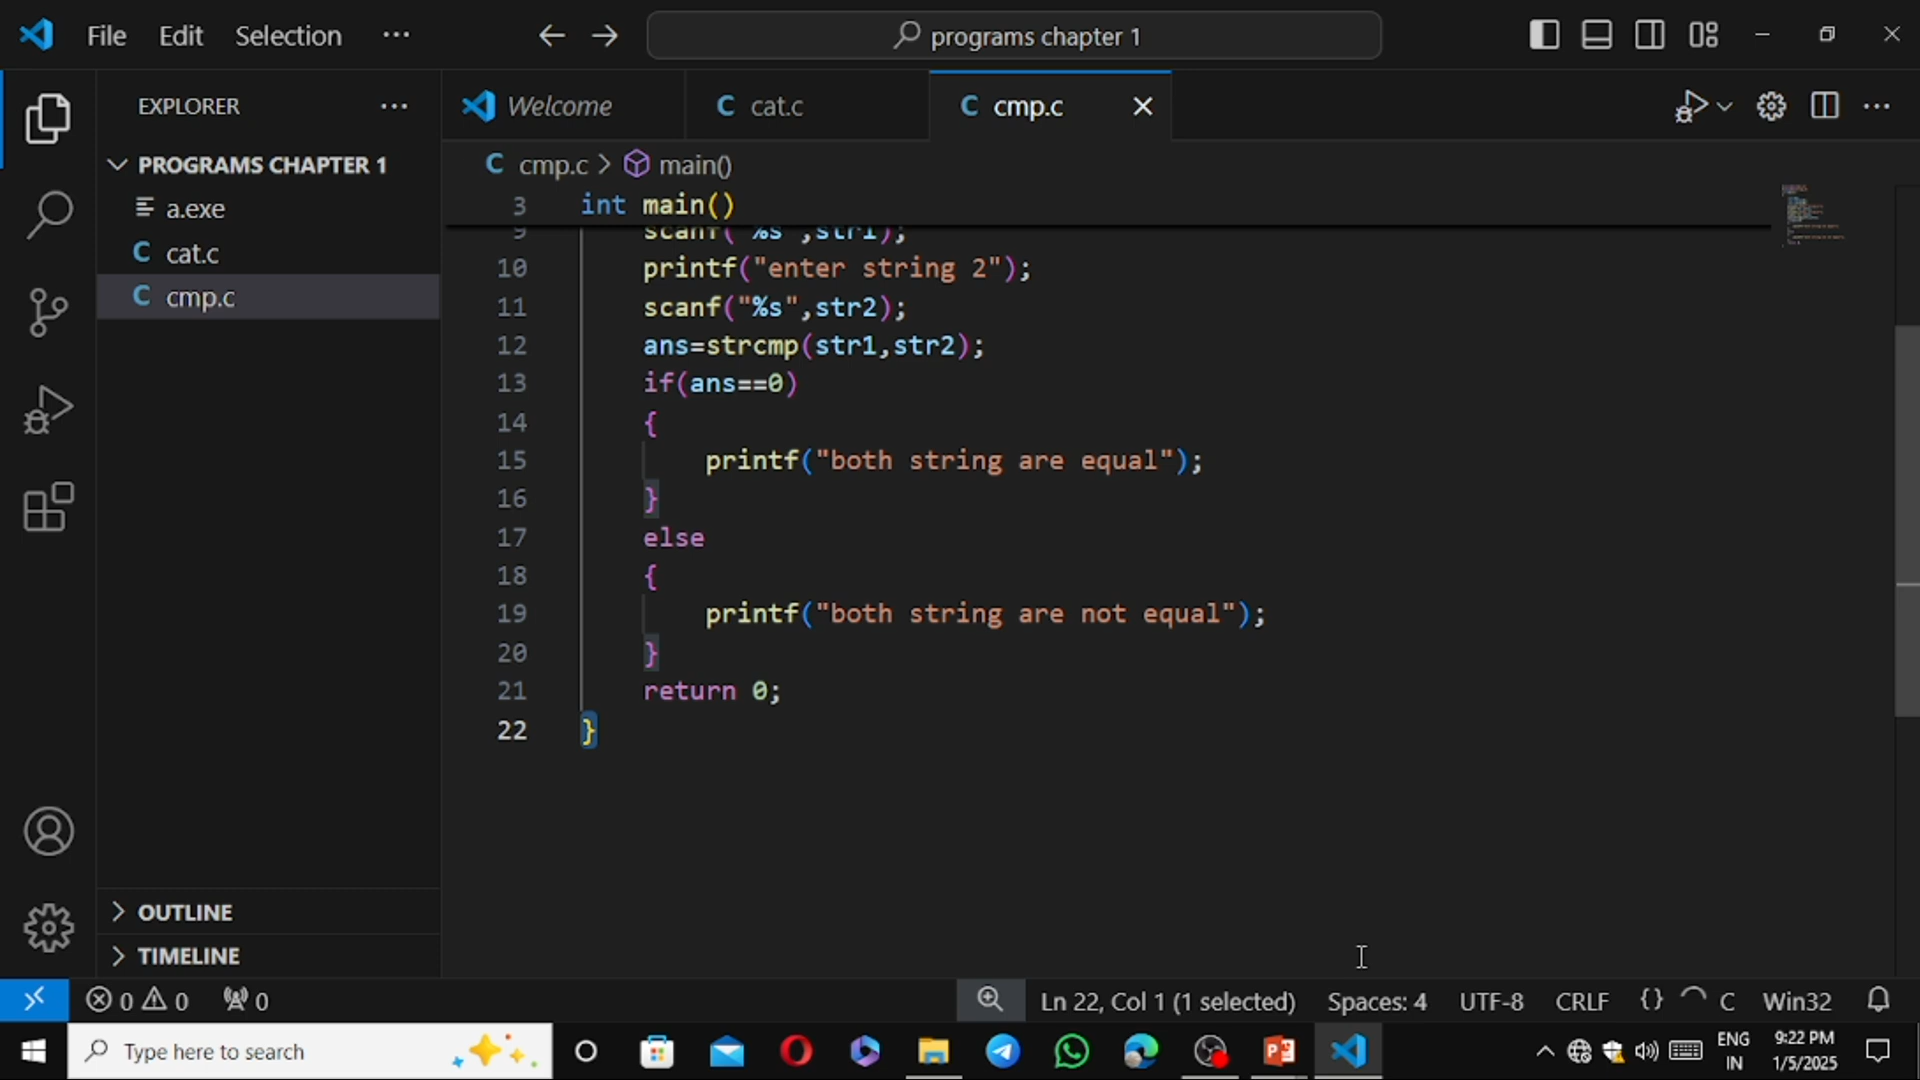 File Edit Selection ··· programs chapter 1
EXPLORER ···
Welcome cat.c cmp.c
PROGRAMS CHAPTER 1
a.exe
cat.c
cmp.c
OUTLINE
TIMELINE
C cmp.c > main()
3 int main()
9 scanf("%s",str1);
10 printf("enter string 2");
11 scanf("%s",str2);
12 ans=strcmp(str1,str2);
13 if(ans==0)
14 {
15 printf("both string are equal");
16 }
17 else
18 {
19 printf("both string are not equal");
20 }
21 return 0;
22 }
0 0 0 Ln 22, Col 1 (1 selected) Spaces: 4 UTF-8 CRLF {} C Win32
Type here to search
ENG
IN
9:22 PM
1/5/2025